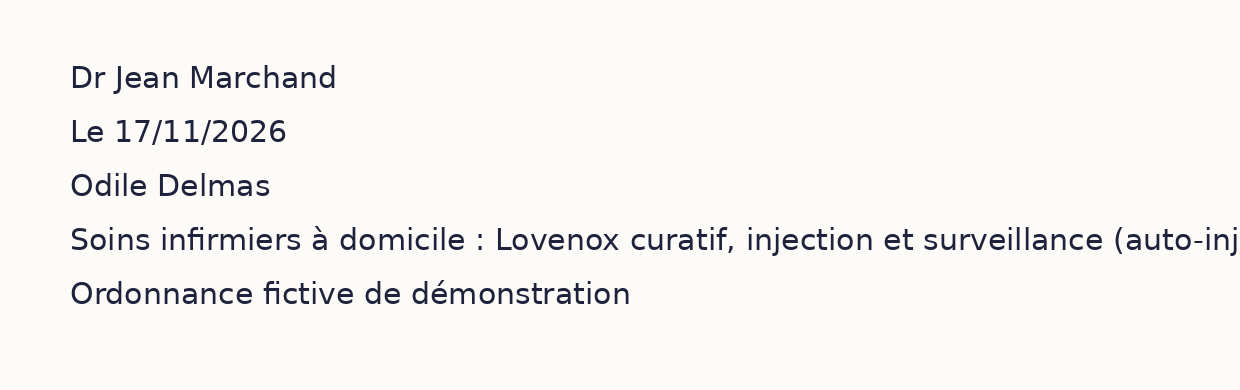 Dr Jean Marchand
Le 17/11/2026
Odile Delmas
Soins infirmiers à domicile : Lovenox curatif, injection et surveillance (auto-inj
Ordonnance fictive de démonstration